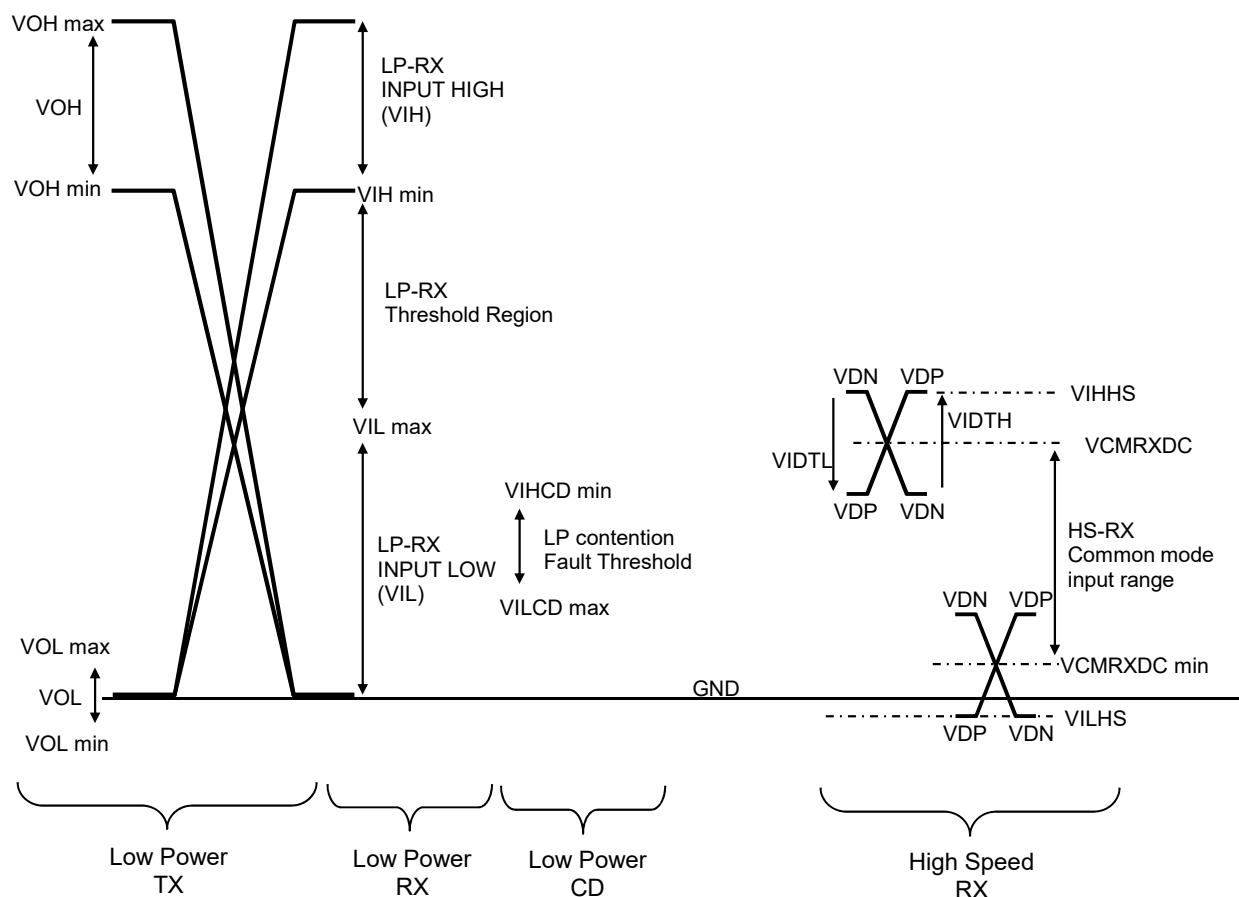 VOH max
VOH
VOH min
LP-RX
INPUT HIGH
(VIH)
VIH min
LP-RX
Threshold Region
VIL max
LP-RX
INPUT LOW
(VIL)
VIHCD min
LP contention
Fault Threshold
VILCD max
VOL max
VOL
VOL min
GND
VDN
VDP
VIHHS
VIDTH
VCMRXDC
VIDTL
VDP
VDN
HS-RX
Common mode
input range
VDN
VDP
VCMRXDC min
VILHS
VDP
VDN
Low Power
TX
Low Power
RX
Low Power
CD
High Speed
RX